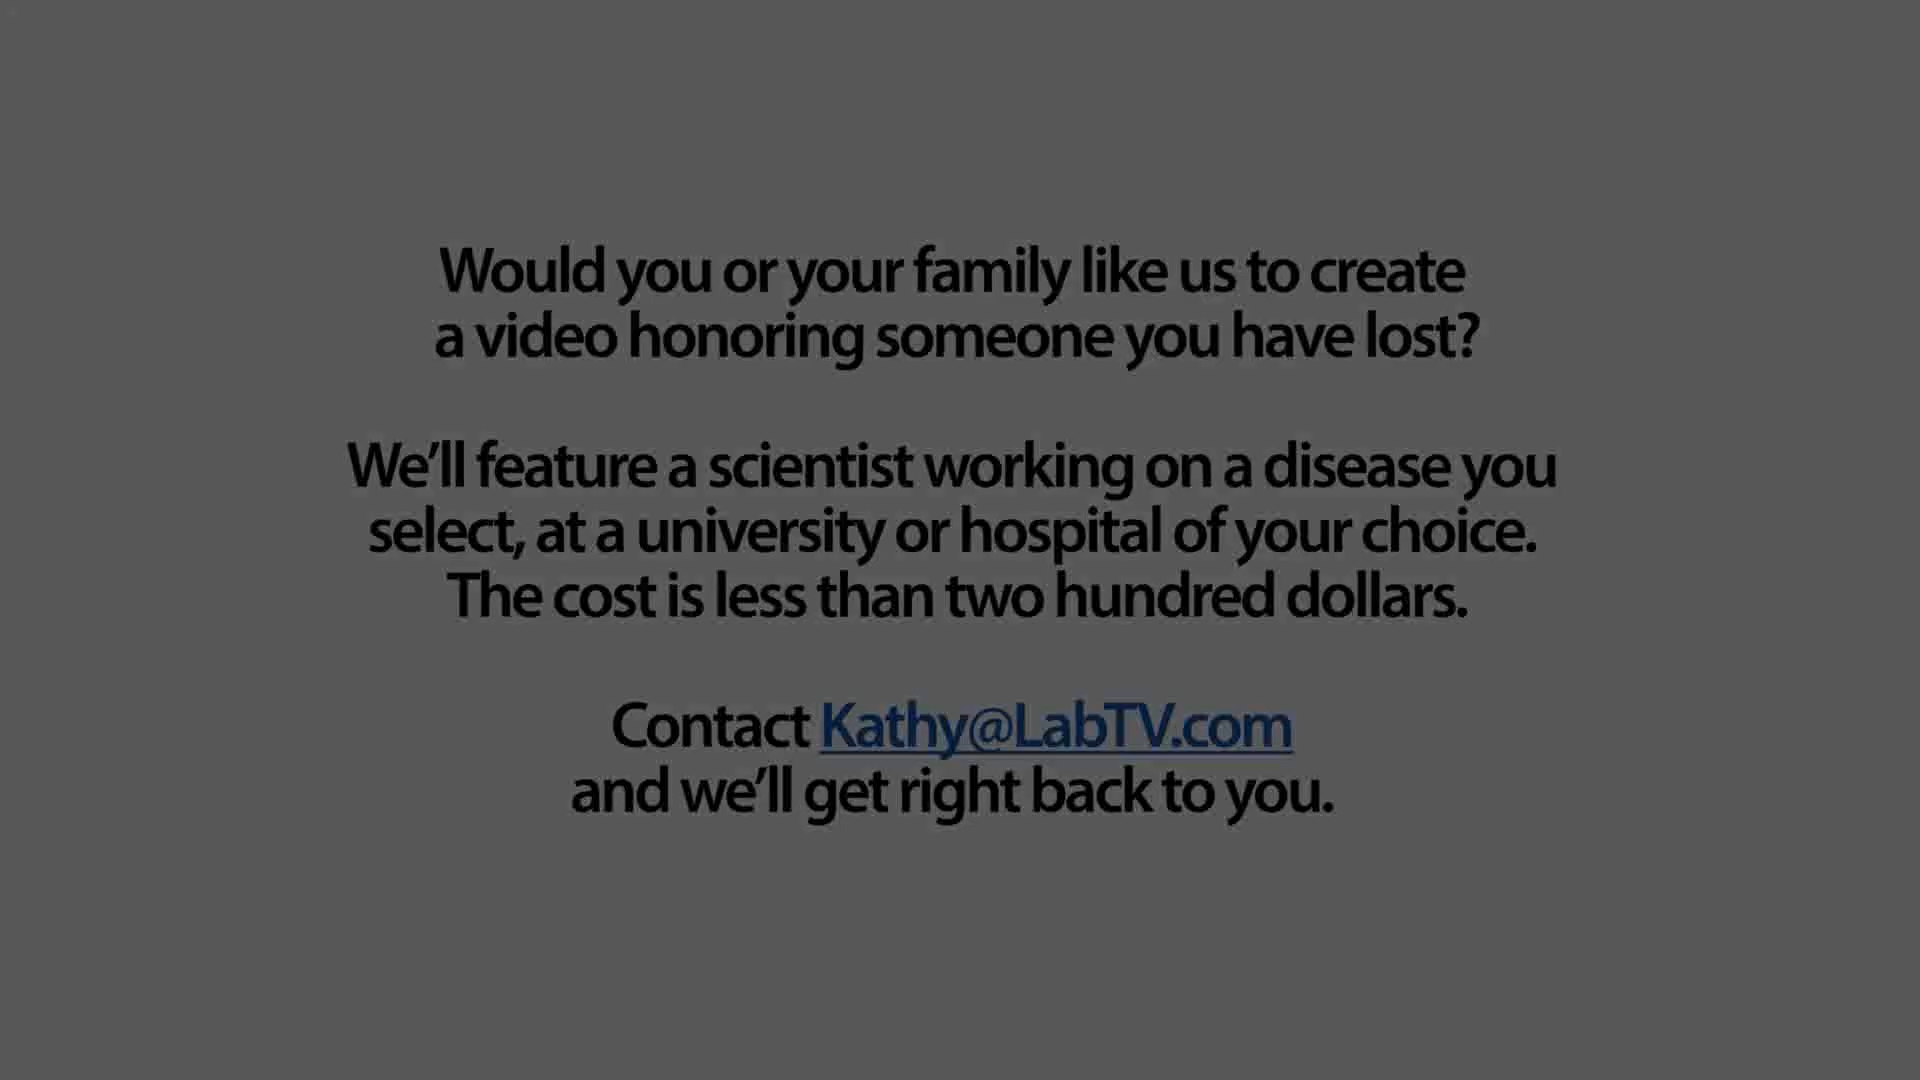 Would you or your family like us to create
a video honoring someone you have lost?
We’ll feature a scientist working on a disease you
select, at a university or hospital of your choice.
The cost is less than two hundred dollars.
Contact Kathy@LabTV.com
and we’ll get right back to you.